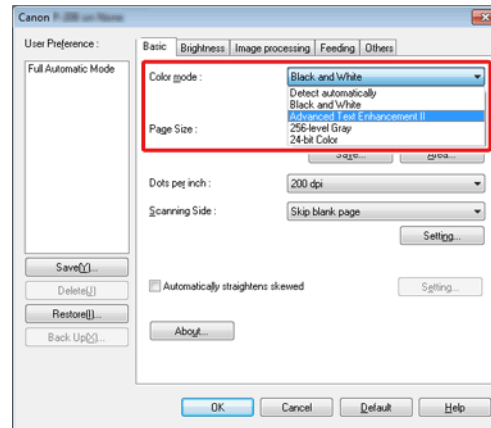 Canon
User Preference :
Full Automatic Mode
Save(Y)...
Delete(J)
Restore(I)...
Back Up(X)...
Basic Brightness Image processing Feeding Others
Color mode : Black and White
Detect automatically
Black and White
Advanced Text Enhancement II
256-level Gray
24-bit Color
Page Size :
Save... Area...
Dots per inch : 200 dpi
Scanning Side : Skip blank page
Setting...
Automatically straightens skewed Setting...
About...
OK Cancel Default Help